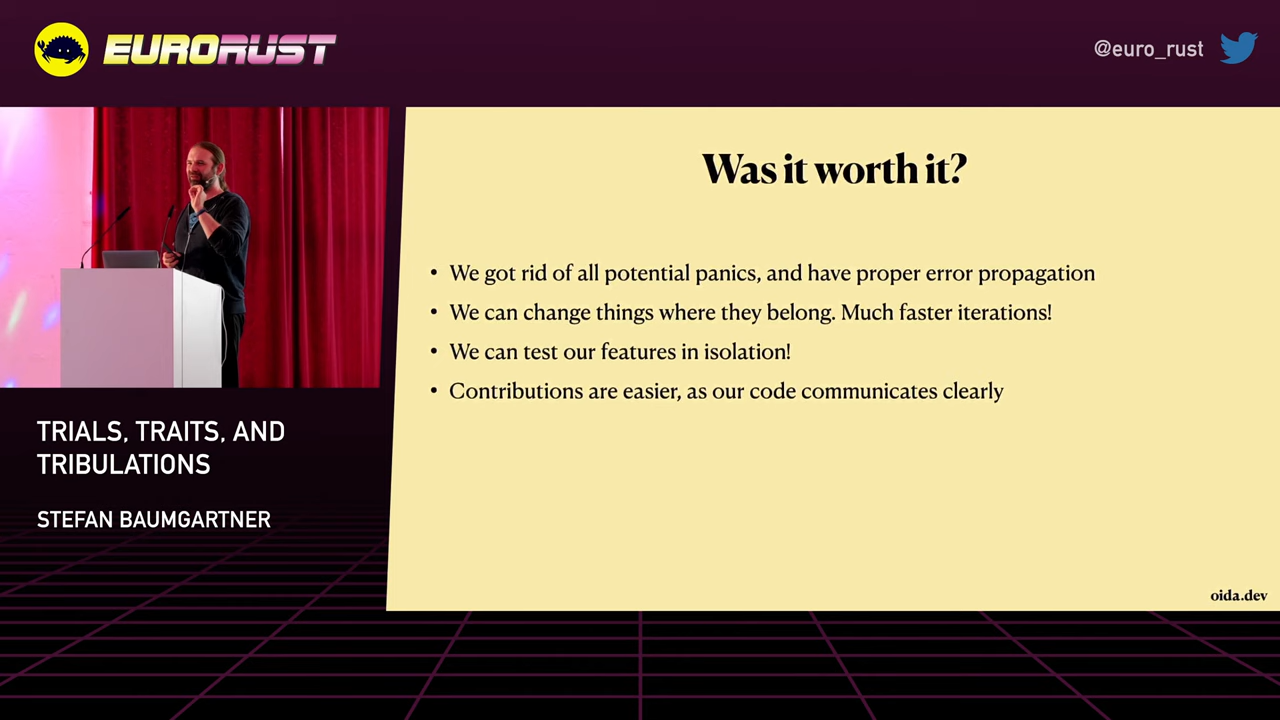 EURORUST
@euro_rust
Was it worth it?
• We got rid of all potential panics, and have proper error propagation
• We can change things where they belong. Much faster iterations!
• We can test our features in isolation!
• Contributions are easier, as our code communicates clearly
TRIALS, TRAITS, AND
TRIBULATIONS
STEFAN BAUMGARTNER
oida.dev